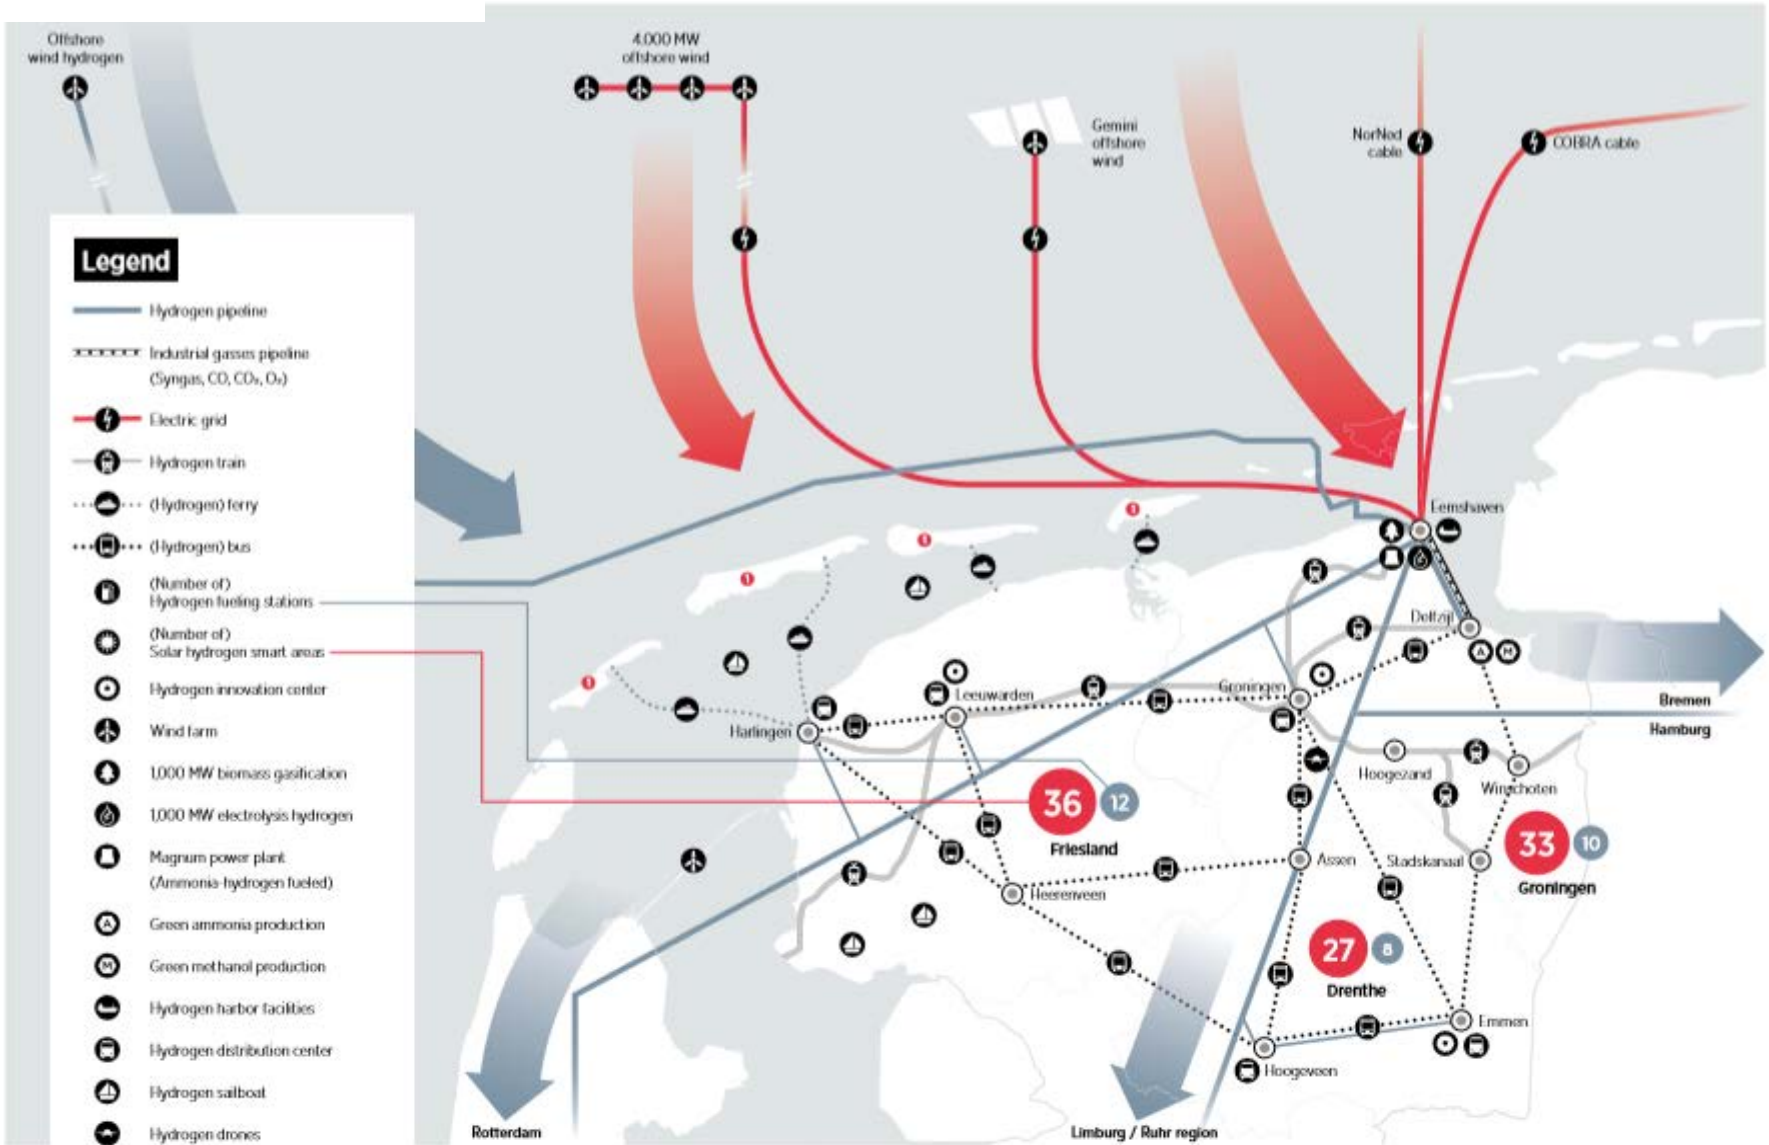 Offshore
wind hydrogen
4.000 MW
offshore wind
Gemini
offshore
wind
NorNed
cable
COBRA cable
Legend
Hydrogen pipeline
Industrial gasses pipeline
(Syngas, CO, CO₂, O₂)
Electric grid
Hydrogen train
(Hydrogen) ferry
(Hydrogen) bus
(Number of)
Hydrogen fueling stations
(Number of)
Solar hydrogen smart areas
Hydrogen innovation center
Wind farm
1,000 MW biomass gasification
1,000 MW electrolysis hydrogen
Magnum power plant
(Ammonia-hydrogen fueled)
A
Green ammonia production
M
Green methanol production
Hydrogen harbor facilities
Hydrogen distribution center
Hydrogen sailboat
Hydrogen drones
1
1
1
1
Eemshaven
Delfzijl
A
M
Bremen
Hamburg
Groningen
Leeuwarden
Harlingen
Hoogezand
Winschoten
36
12
Friesland
33
10
Groningen
Assen
Stadskanaal
Heerenveen
27
8
Drenthe
Emmen
Hoogeveen
Rotterdam
Limburg / Ruhr region